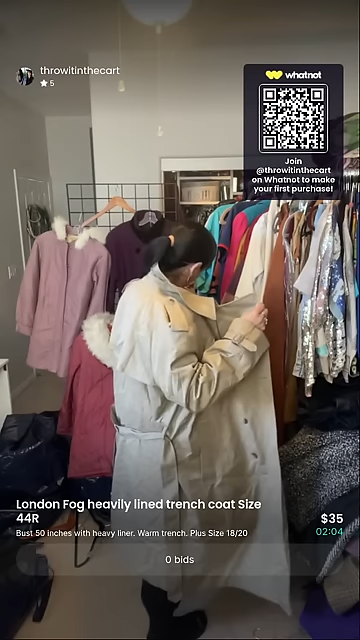 throwitinthecart
★ 5
whatnot
Join
@throwitinthecart
on Whatnot to make
your first purchase!
London Fog heavily lined trench coat Size
44R
$35
Bust 50 inches with heavy liner. Warm trench. Plus Size 18/20
02:04
0 bids